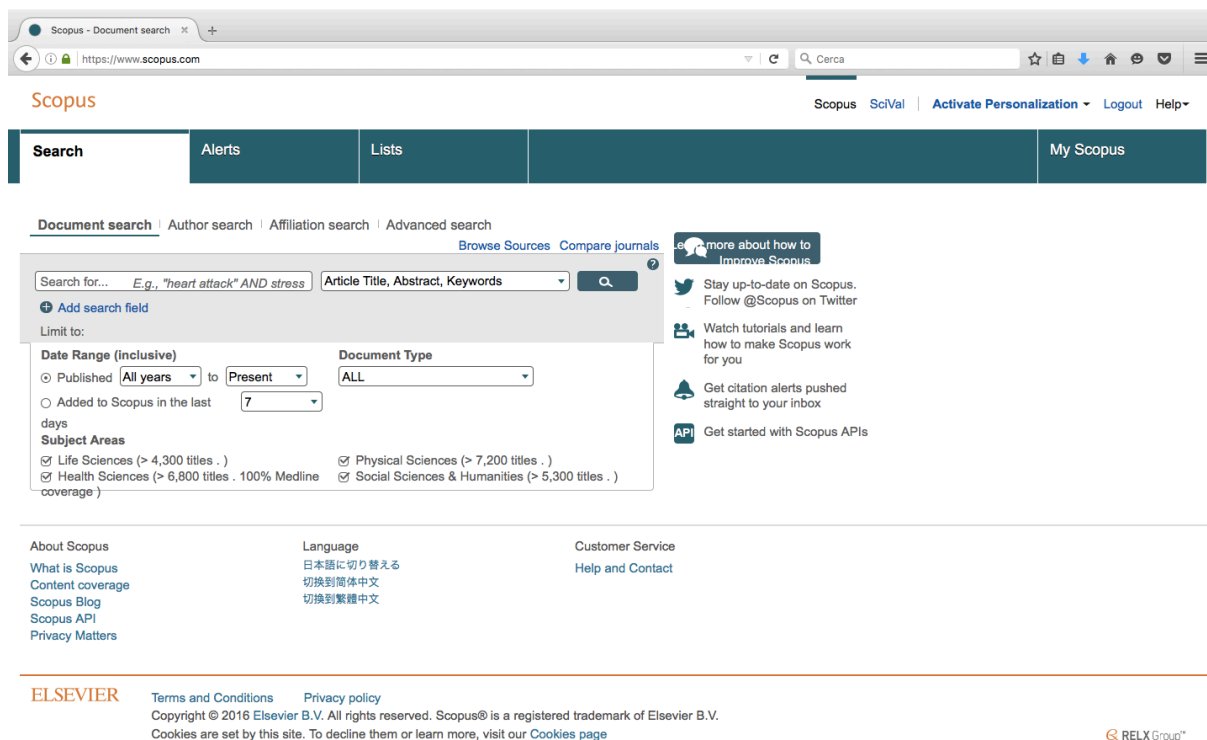 Scopus - Document search
https://www.scopus.com
Cerca
Scopus
Scopus SciVal Activate Personalization Logout Help
Search Alerts Lists My Scopus
Document search Author search Affiliation search Advanced search
Browse Sources Compare journals
Search for... E.g., "heart attack" AND stress Article Title, Abstract, Keywords
Add search field
Limit to:
Date Range (inclusive)
Published All years to Present
Added to Scopus in the last 7
days
Document Type
ALL
Subject Areas
Life Sciences (> 4,300 titles . ) Physical Sciences (> 7,200 titles . )
Health Sciences (> 6,800 titles . 100% Medline Social Sciences & Humanities (> 5,300 titles . )
coverage )
more about how to
Improve Scopus
Stay up-to-date on Scopus.
Follow @Scopus on Twitter
Watch tutorials and learn
how to make Scopus work
for you
Get citation alerts pushed
straight to your inbox
API Get started with Scopus APIs
About Scopus
What is Scopus
Content coverage
Scopus Blog
Scopus API
Privacy Matters
Language
日本語に切り替える
切换到简体中文
切換到繁體中文
Customer Service
Help and Contact
ELSEVIER
Terms and Conditions Privacy policy
Copyright © 2016 Elsevier B.V. All rights reserved. Scopus® is a registered trademark of Elsevier B.V.
Cookies are set by this site. To decline them or learn more, visit our Cookies page
RELX Group™